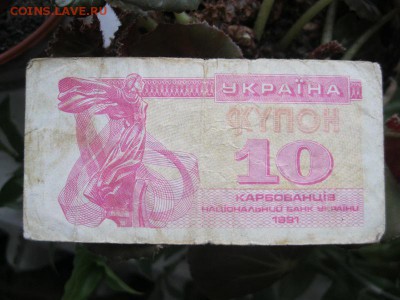 COINS.LAVE.RU
УКРАЇНА
КУПОН
10
КАРБОВАНЦІВ
НАЦІОНАЛЬНИЙ БАНК УКРАЇНИ
1991